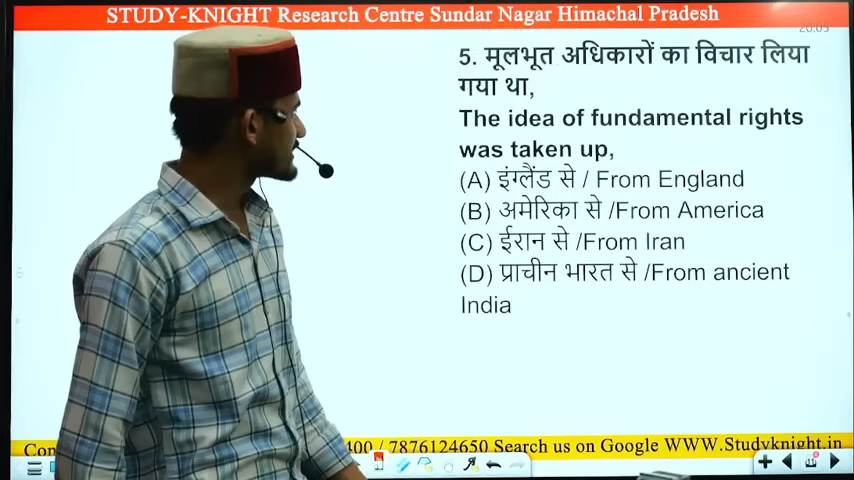 STUDY-KNIGHT Research Centre Sundar Nagar Himachal Pradesh
20:05
5. मूलभूत अधिकारों का विचार लिया
गया था,
The idea of fundamental rights
was taken up,
(A) इंग्लैंड से / From England
(B) अमेरिका से /From America
(C) ईरान से /From Iran
(D) प्राचीन भारत से /From ancient
India
400 / 7876124650 Search us on Google WWW.Studyknight.in